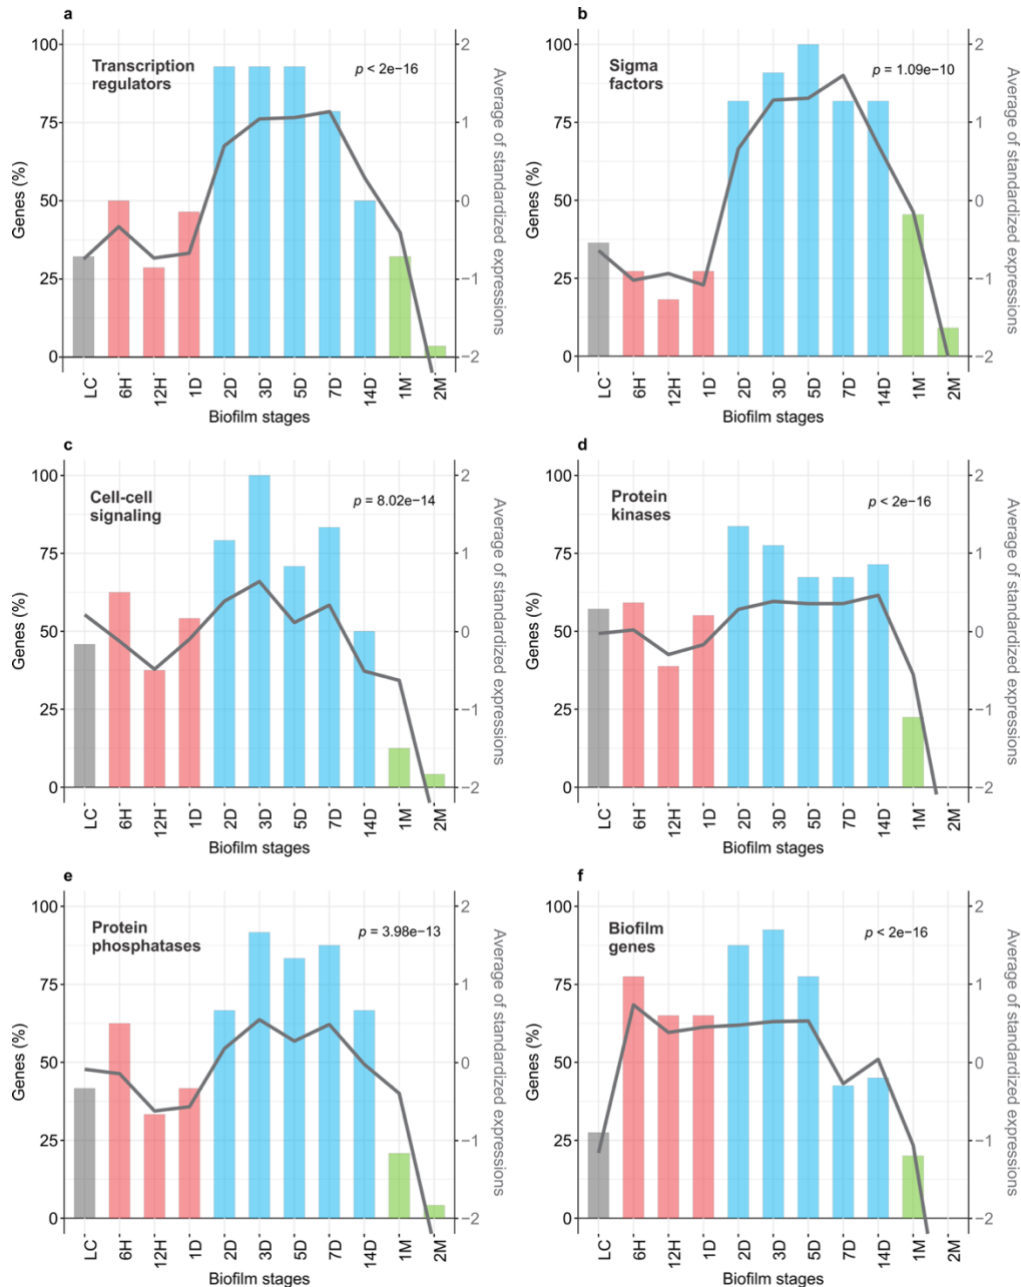 a
Transcription
regulators
p < 2e−16
Genes (%)
100
75
50
25
0
2
1
0
−1
−2
Average of standardized expressions
LC 6H 12H 1D 2D 3D 5D 7D 14D 1M 2M
Biofilm stages
b
Sigma
factors
p = 1.09e−10
Genes (%)
100
75
50
25
0
2
1
0
−1
−2
Average of standardized expressions
LC 6H 12H 1D 2D 3D 5D 7D 14D 1M 2M
Biofilm stages
c
Cell-cell
signaling
p = 8.02e−14
Genes (%)
100
75
50
25
0
2
1
0
−1
−2
Average of standardized expressions
LC 6H 12H 1D 2D 3D 5D 7D 14D 1M 2M
Biofilm stages
d
Protein
kinases
p < 2e−16
Genes (%)
100
75
50
25
0
2
1
0
−1
−2
Average of standardized expressions
LC 6H 12H 1D 2D 3D 5D 7D 14D 1M 2M
Biofilm stages
e
Protein
phosphatases
p = 3.98e−13
Genes (%)
100
75
50
25
0
2
1
0
−1
−2
Average of standardized expressions
LC 6H 12H 1D 2D 3D 5D 7D 14D 1M 2M
Biofilm stages
f
Biofilm
genes
p < 2e−16
Genes (%)
100
75
50
25
0
2
1
0
−1
−2
Average of standardized expressions
LC 6H 12H 1D 2D 3D 5D 7D 14D 1M 2M
Biofilm stages